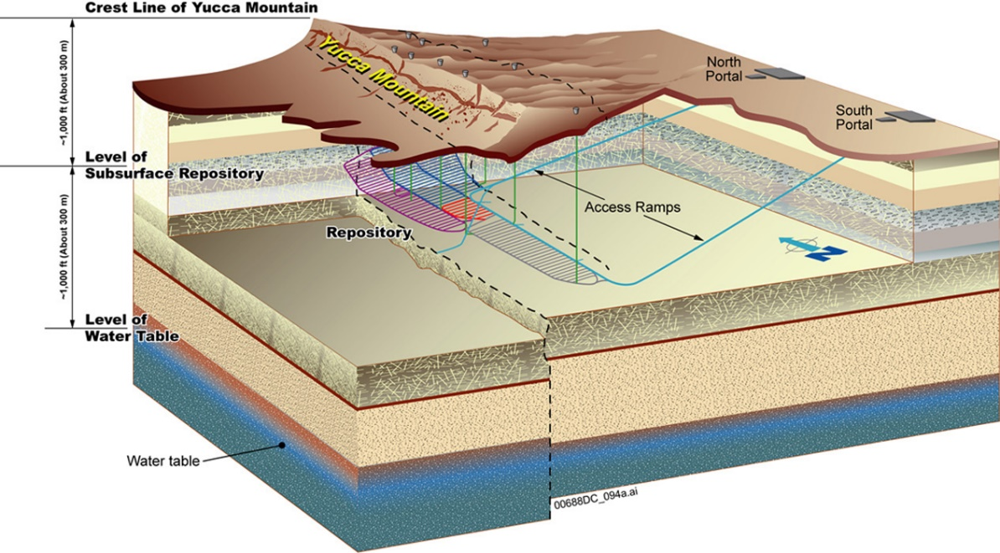 Crest Line of Yucca Mountain
~1,000 ft (About 300 m)
Yucca Mountain
North
Portal
South
Portal
Level of
Subsurface Repository
Access Ramps
Repository
N
~1,000 ft (About 300 m)
Level of
Water Table
Water table
00688DC_094a.ai